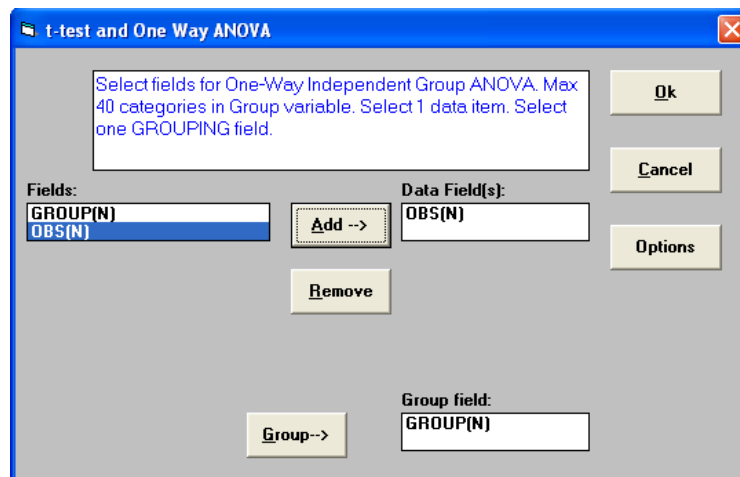 t-test and One Way ANOVA
Select fields for One-Way Independent Group ANOVA. Max
40 categories in Group variable. Select 1 data item. Select
one GROUPING field.
Ok
Cancel
Fields:
GROUP(N)
OBS(N)
Add -->
Data Field(s):
OBS(N)
Options
Remove
Group-->
Group field:
GROUP(N)